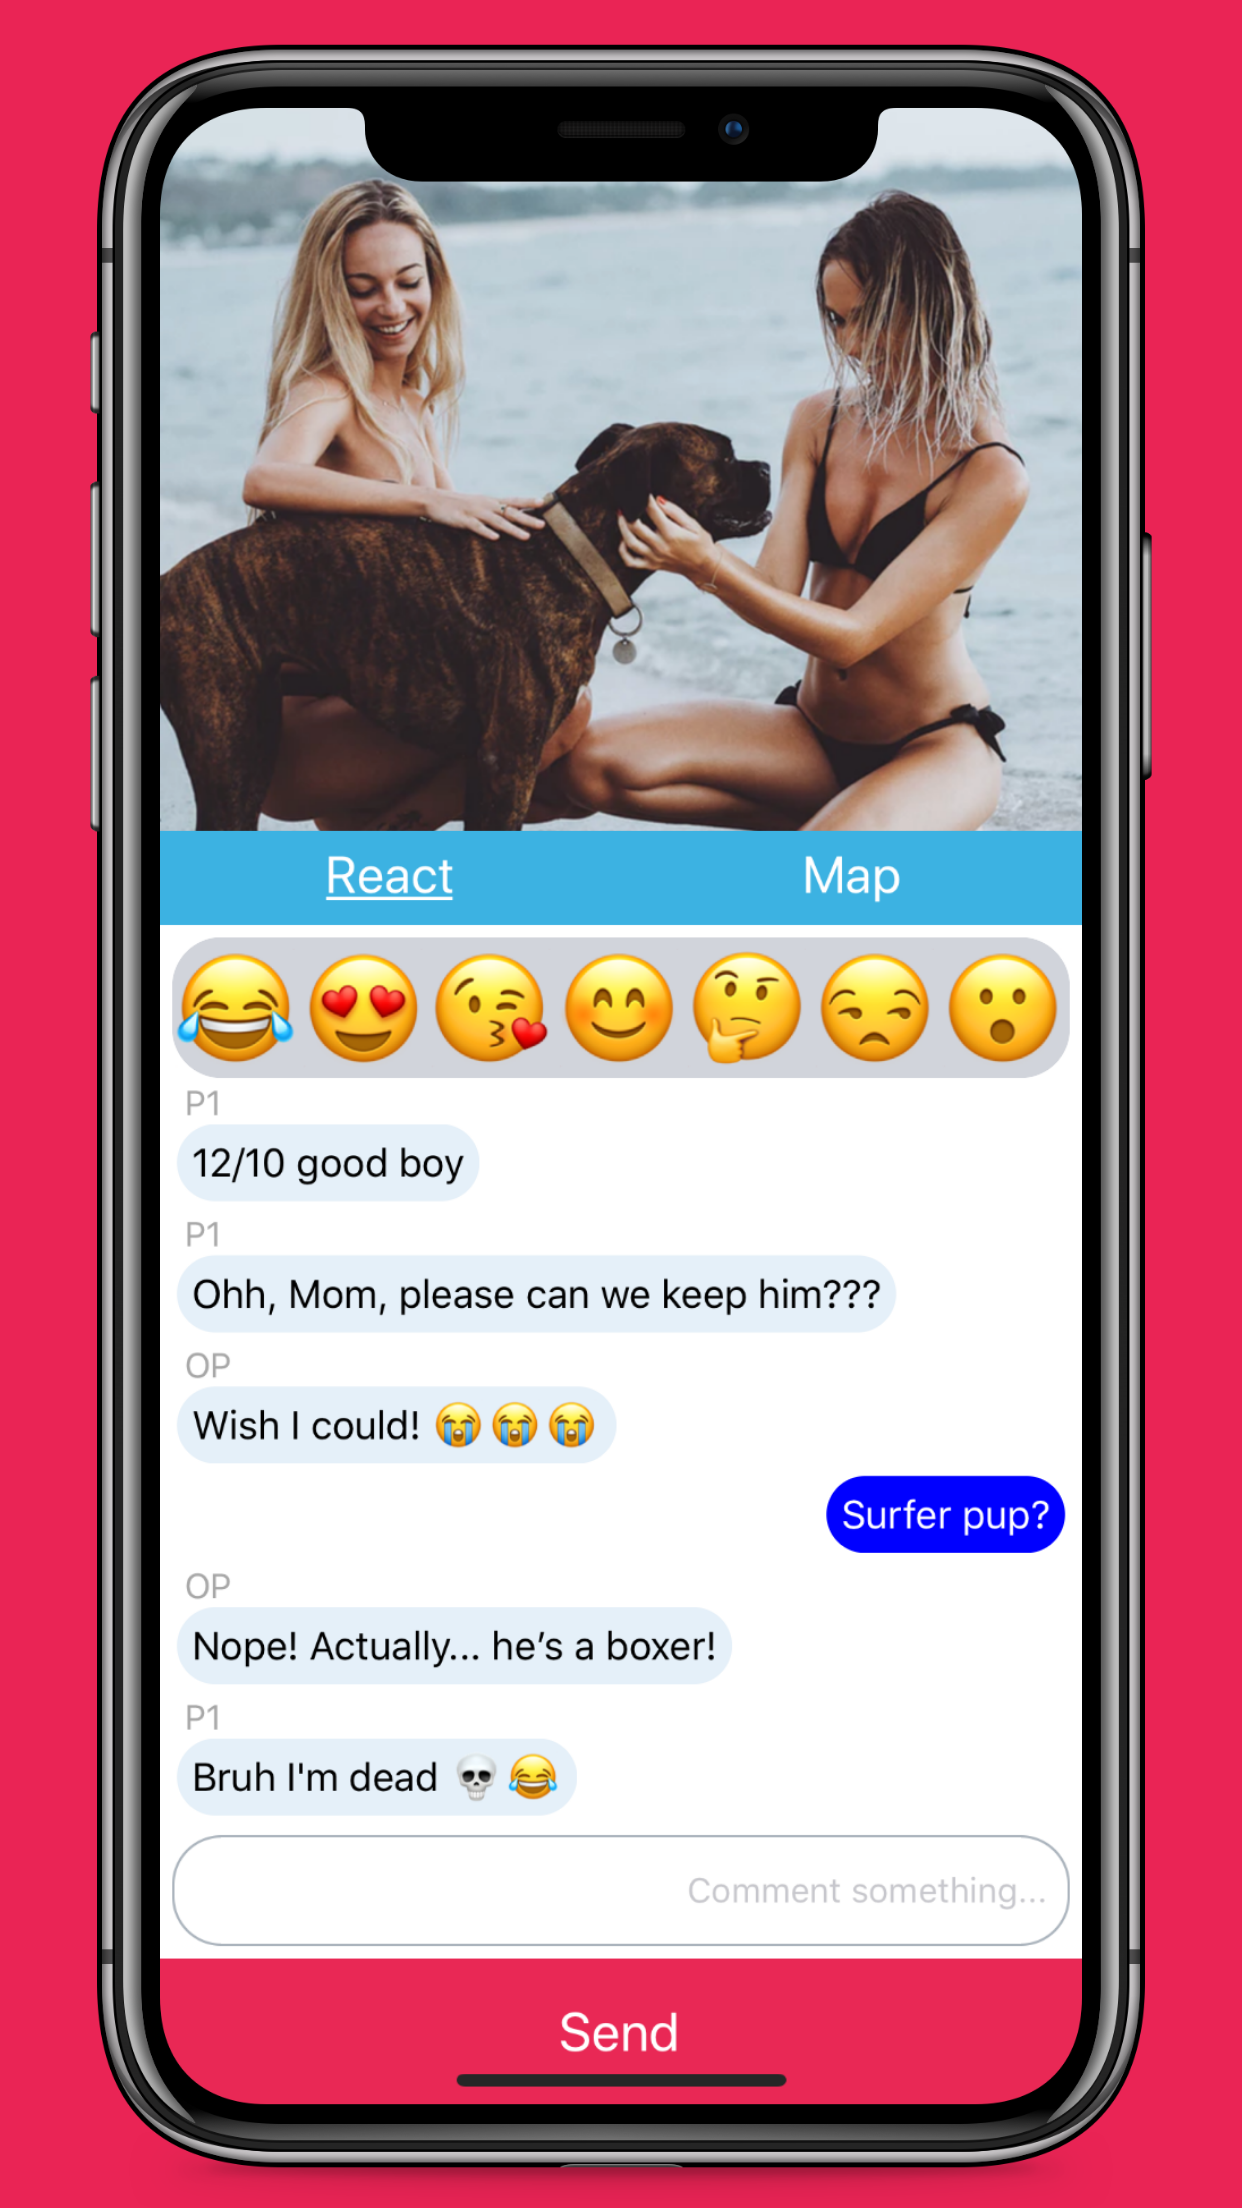 React
Map
P1
12/10 good boy
P1
Ohh, Mom, please can we keep him???
OP
Wish I could! 😭 😭 😭
Surfer pup?
OP
Nope! Actually... he’s a boxer!
P1
Bruh I'm dead 💀 😂
Comment something...
Send